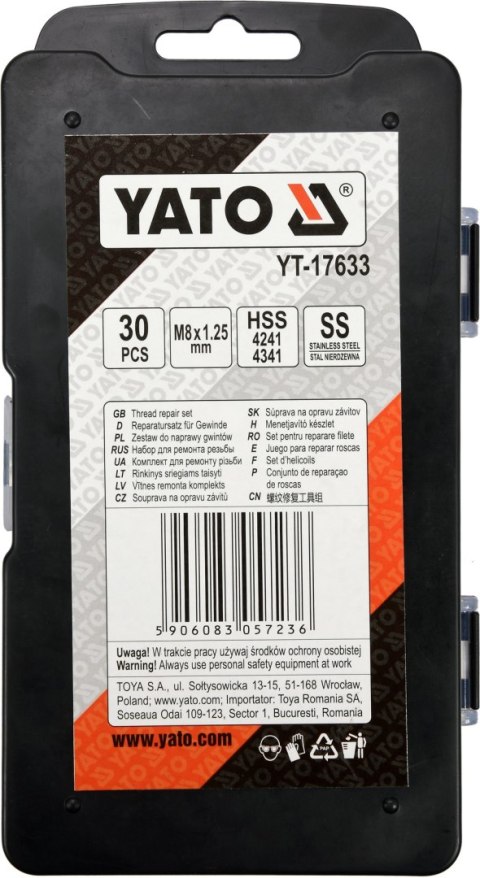 YATO ®
YT-17633
30
PCS
M8x1.25
mm
HSS
4241
4341
SS
STAINLESS STEEL
STAL NIERDZEWNA
GB Thread repair set
D Reparatursatz für Gewinde
PL Zestaw do naprawy gwintów
RUS Набор для ремонта резьбы
UA Комплект для ремонту різьби
LT Rinkinys sriegiams taisyti
LV Vītnes remonta komplekts
CZ Souprava na opravu závitů
SK Súprava na opravu závitov
H Menetjavító készlet
RO Set pentru reparare filete
E Juego para reparar roscas
F Set d'helicoils
P Conjunto de reparaçao
de roscas
CN 螺纹修复工具组
5 906083 057236
Uwaga! W trakcie pracy używaj środków ochrony osobistej
Warning! Always use personal safety equipment at work
TOYA S.A., ul. Sołtysowicka 13-15, 51-168 Wrocław,
Poland; www.yato.com; Importator: Toya Romania SA,
Soseaua Odai 109-123, Sector 1, Bucuresti, Romania
www.yato.com
PAP